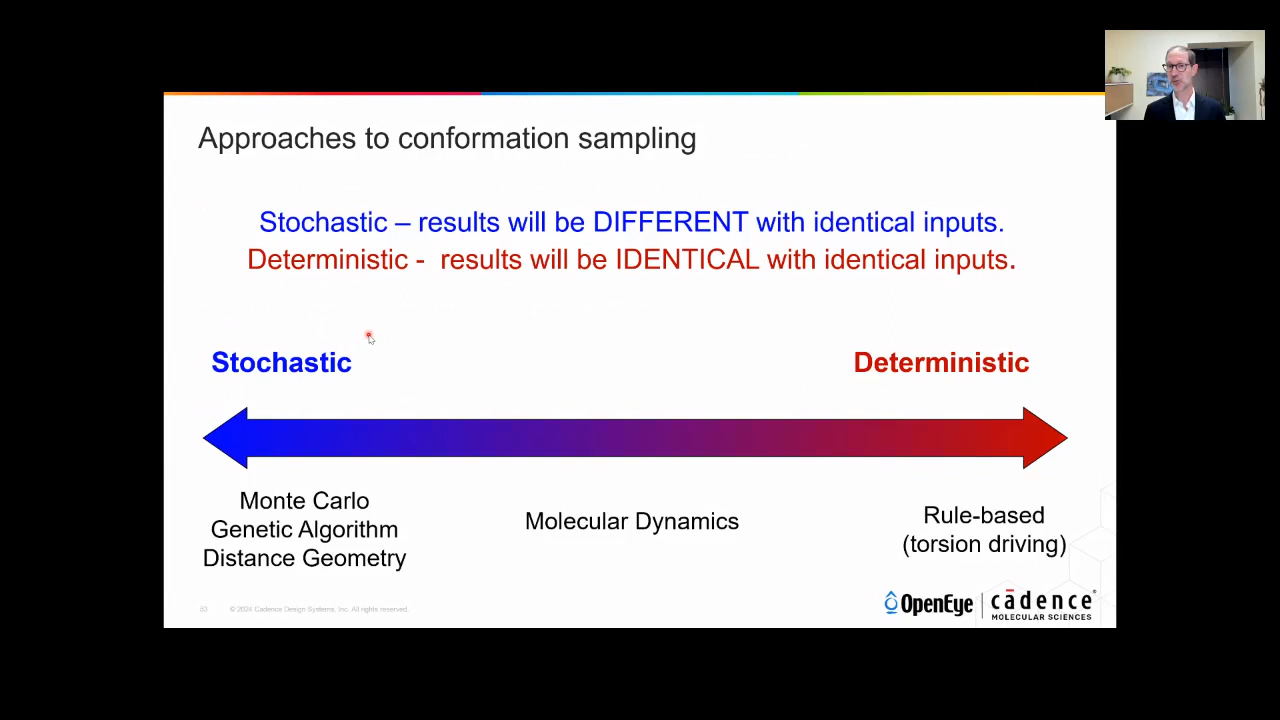 Approaches to conformation sampling
Stochastic – results will be DIFFERENT with identical inputs.
Deterministic - results will be IDENTICAL with identical inputs.
Stochastic
Deterministic
Monte Carlo
Genetic Algorithm
Distance Geometry
Molecular Dynamics
Rule-based
(torsion driving)
53 © 2024 Cadence Design Systems, Inc. All rights reserved.
OpenEye | cādence®
MOLECULAR SCIENCES